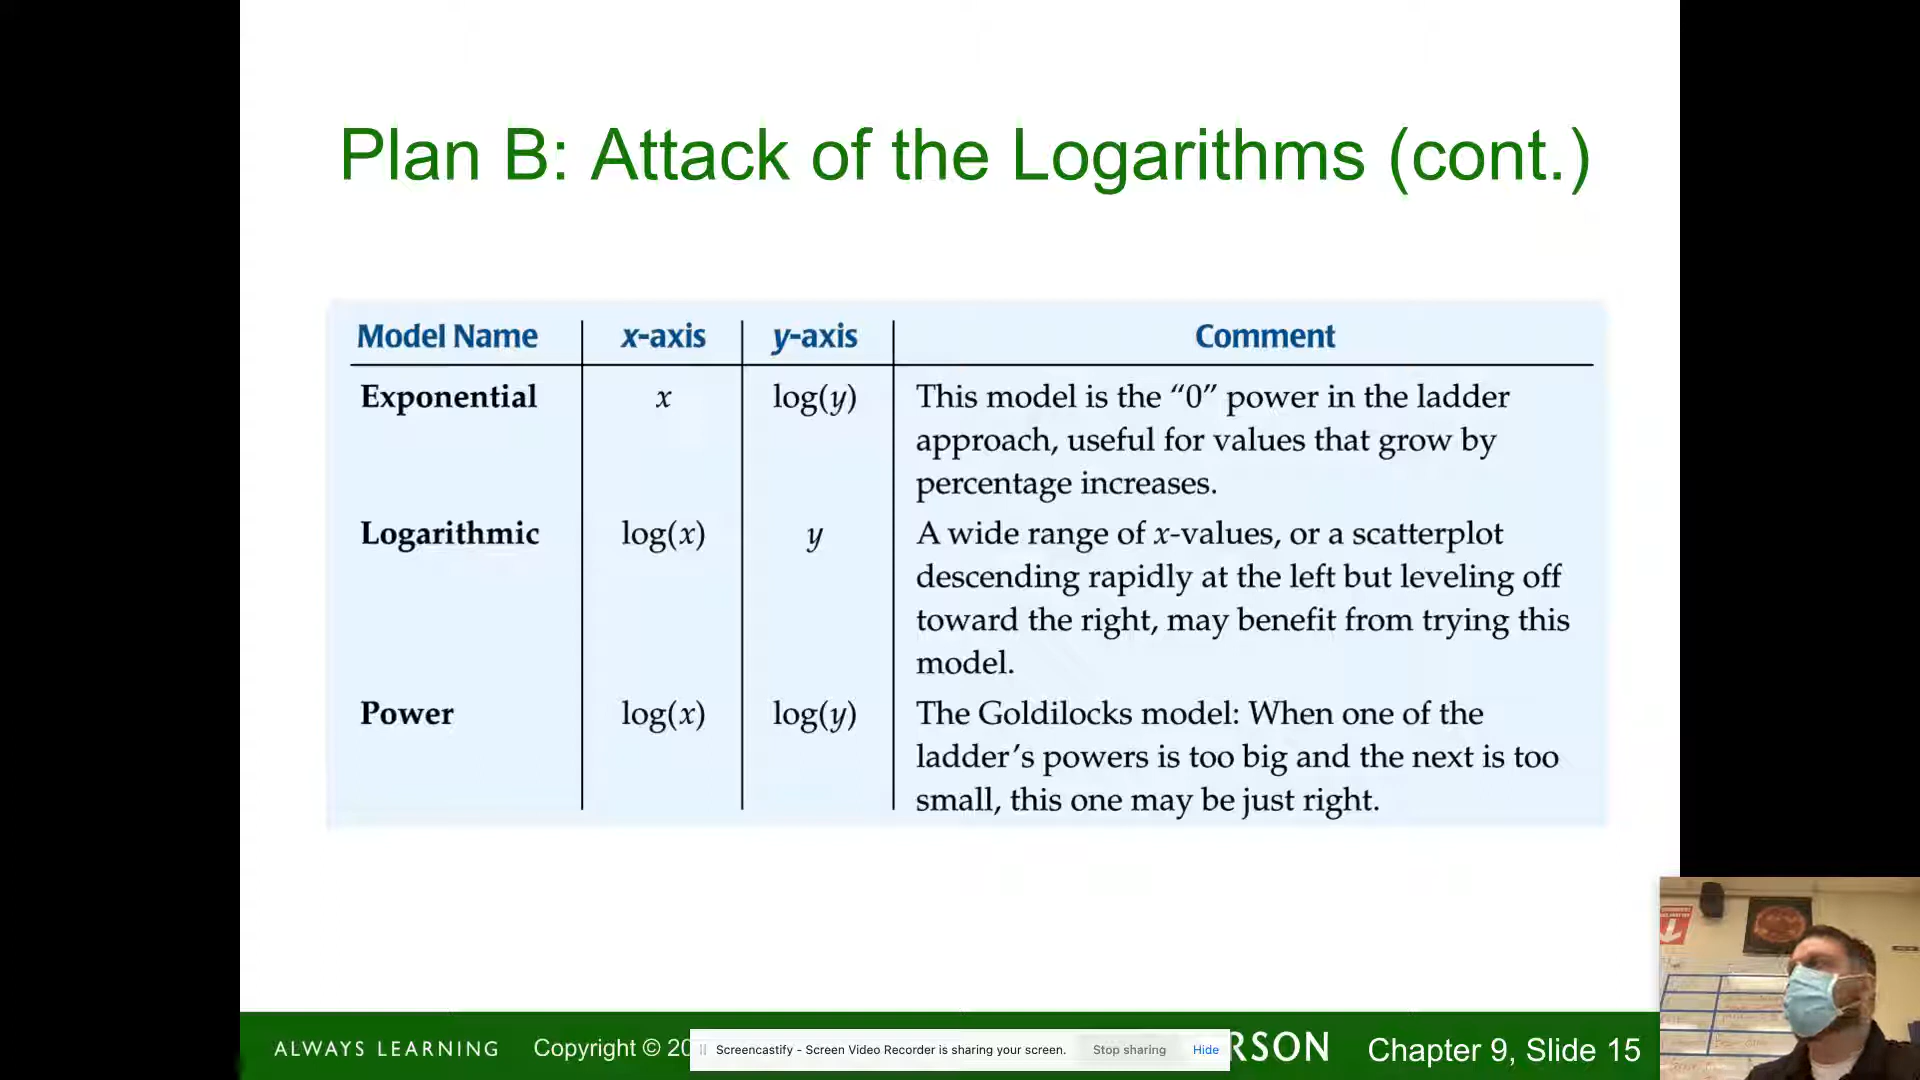 Plan B: Attack of the Logarithms (cont.)
Model Name x-axis y-axis Comment
Exponential x log(y) This model is the “0” power in the ladder
approach, useful for values that grow by
percentage increases.
Logarithmic log(x) y A wide range of x-values, or a scatterplot
descending rapidly at the left but leveling off
toward the right, may benefit from trying this
model.
Power log(x) log(y) The Goldilocks model: When one of the
ladder’s powers is too big and the next is too
small, this one may be just right.
ALWAYS LEARNING Copyright © 20 Screencastify - Screen Video Recorder is sharing your screen. Stop sharing Hide RSON Chapter 9, Slide 15